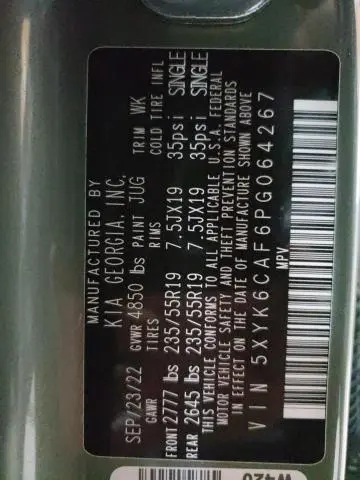 MANUFACTURED BY
KIA GEORGIA, INC.
SEP/23/22 GVWR 4850 lbs PAINT JUG TRIM WK
GAWR TIRES RIMS COLD TIRE INFL
FRONT 2777 lbs 235/55R19 7.5JX19 35psi SINGLE
REAR 2645 lbs 235/55R19 7.5JX19 35psi SINGLE
THIS VEHICLE CONFORMS TO ALL APPLICABLE U.S.A. FEDERAL
MOTOR VEHICLE SAFETY AND THEFT PREVENTION STANDARDS
IN EFFECT ON THE DATE OF MANUFACTURE SHOWN ABOVE
VIN 5XYK6CAF6PG064267
MPV
W420